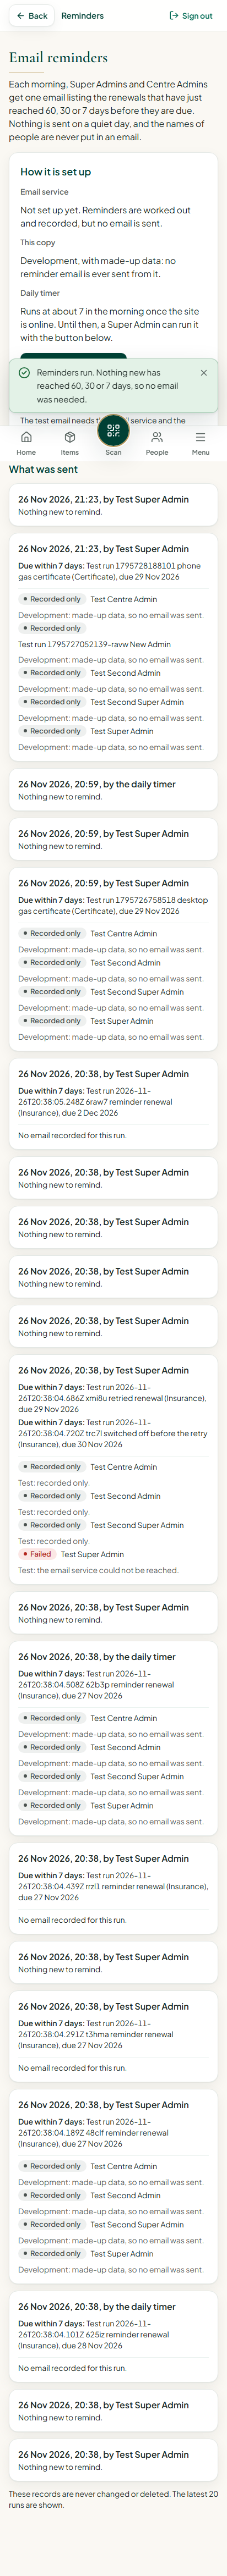 Back
Reminders
Sign out
Email reminders
Each morning, Super Admins and Centre Admins
get one email listing the renewals that have just
reached 60, 30 or 7 days before they are due.
Nothing is sent on a quiet day, and the names of
people are never put in an email.
How it is set up
Email service
Not set up yet. Reminders are worked out
and recorded, but no email is sent.
This copy
Development, with made-up data: no
reminder email is ever sent from it.
Daily timer
Runs at about 7 in the morning once the site
is online. Until then, a Super Admin can run it
with the button below.
Reminders run. Nothing new has
reached 60, 30 or 7 days, so no email
was needed.
The test email needs the email service and the
Home
Items
Scan
People
Menu
What was sent
26 Nov 2026, 21:23, by Test Super Admin
Nothing new to remind.
26 Nov 2026, 21:23, by Test Super Admin
Due within 7 days: Test run 1795728188101 phone
gas certificate (Certificate), due 29 Nov 2026
Recorded only Test Centre Admin
Development: made-up data, so no email was sent.
Recorded only
Test run 1795727052139-ravw New Admin
Development: made-up data, so no email was sent.
Recorded only Test Second Admin
Development: made-up data, so no email was sent.
Recorded only Test Second Super Admin
Development: made-up data, so no email was sent.
Recorded only Test Super Admin
Development: made-up data, so no email was sent.
26 Nov 2026, 20:59, by the daily timer
Nothing new to remind.
26 Nov 2026, 20:59, by Test Super Admin
Nothing new to remind.
26 Nov 2026, 20:59, by Test Super Admin
Due within 7 days: Test run 1795726758518 desktop
gas certificate (Certificate), due 29 Nov 2026
Recorded only Test Centre Admin
Development: made-up data, so no email was sent.
Recorded only Test Second Admin
Development: made-up data, so no email was sent.
Recorded only Test Second Super Admin
Development: made-up data, so no email was sent.
Recorded only Test Super Admin
Development: made-up data, so no email was sent.
26 Nov 2026, 20:38, by Test Super Admin
Due within 7 days: Test run 2026-11-
26T20:38:05.248Z 6raw7 reminder renewal
(Insurance), due 2 Dec 2026
No email recorded for this run.
26 Nov 2026, 20:38, by Test Super Admin
Nothing new to remind.
26 Nov 2026, 20:38, by Test Super Admin
Nothing new to remind.
26 Nov 2026, 20:38, by Test Super Admin
Nothing new to remind.
26 Nov 2026, 20:38, by Test Super Admin
Nothing new to remind.
26 Nov 2026, 20:38, by Test Super Admin
Due within 7 days: Test run 2026-11-
26T20:38:04.686Z xmi8u retried renewal (Insurance),
due 29 Nov 2026
Due within 7 days: Test run 2026-11-
26T20:38:04.720Z trc7l switched off before the retry
(Insurance), due 30 Nov 2026
Recorded only Test Centre Admin
Test: recorded only.
Recorded only Test Second Admin
Test: recorded only.
Recorded only Test Second Super Admin
Test: recorded only.
Failed Test Super Admin
Test: the email service could not be reached.
26 Nov 2026, 20:38, by Test Super Admin
Nothing new to remind.
26 Nov 2026, 20:38, by the daily timer
Due within 7 days: Test run 2026-11-
26T20:38:04.508Z 62b3p reminder renewal
(Insurance), due 27 Nov 2026
Recorded only Test Centre Admin
Development: made-up data, so no email was sent.
Recorded only Test Second Admin
Development: made-up data, so no email was sent.
Recorded only Test Second Super Admin
Development: made-up data, so no email was sent.
Recorded only Test Super Admin
Development: made-up data, so no email was sent.
26 Nov 2026, 20:38, by Test Super Admin
Due within 7 days: Test run 2026-11-
26T20:38:04.439Z rrzl1 reminder renewal (Insurance),
due 27 Nov 2026
No email recorded for this run.
26 Nov 2026, 20:38, by Test Super Admin
Nothing new to remind.
26 Nov 2026, 20:38, by Test Super Admin
Due within 7 days: Test run 2026-11-
26T20:38:04.291Z t3hma reminder renewal
(Insurance), due 27 Nov 2026
No email recorded for this run.
26 Nov 2026, 20:38, by Test Super Admin
Due within 7 days: Test run 2026-11-
26T20:38:04.189Z 48clf reminder renewal
(Insurance), due 27 Nov 2026
Recorded only Test Centre Admin
Development: made-up data, so no email was sent.
Recorded only Test Second Admin
Development: made-up data, so no email was sent.
Recorded only Test Second Super Admin
Development: made-up data, so no email was sent.
Recorded only Test Super Admin
Development: made-up data, so no email was sent.
26 Nov 2026, 20:38, by the daily timer
Due within 7 days: Test run 2026-11-
26T20:38:04.101Z 625iz reminder renewal
(Insurance), due 28 Nov 2026
No email recorded for this run.
26 Nov 2026, 20:38, by Test Super Admin
Nothing new to remind.
26 Nov 2026, 20:38, by Test Super Admin
Nothing new to remind.
These records are never changed or deleted. The latest 20
runs are shown.